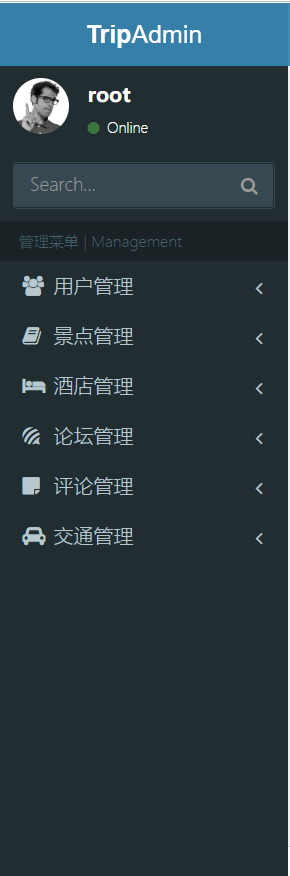 TripAdmin
root
Online
Search...
管理菜单 | Management
用户管理
景点管理
酒店管理
论坛管理
评论管理
交通管理